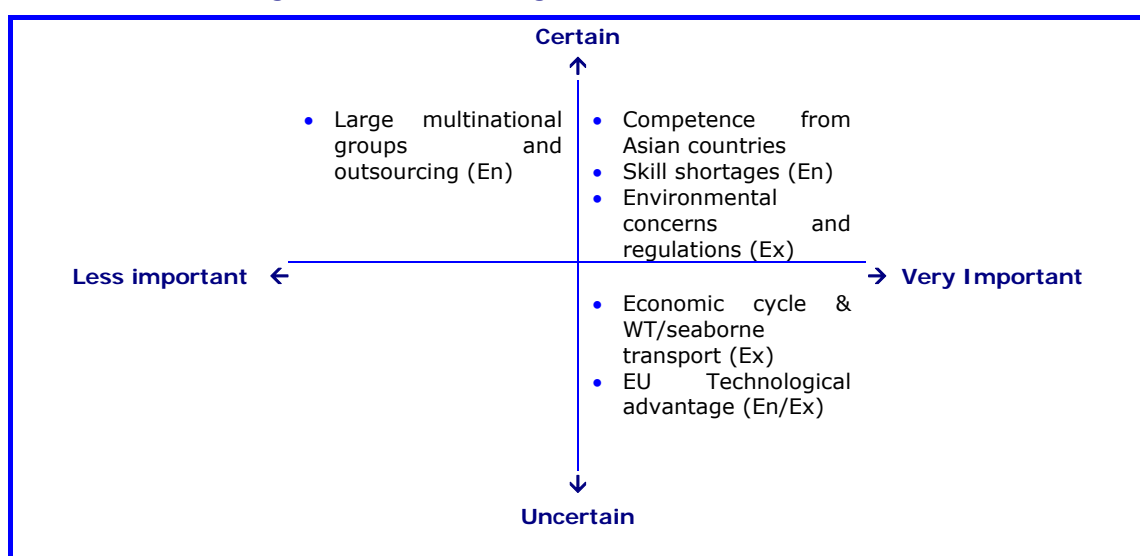 Certain
• Large multinational
groups and
outsourcing (En)
• Competence from
Asian countries
• Skill shortages (En)
• Environmental
concerns and
regulations (Ex)
Less important ←
→ Very Important
• Economic cycle &
WT/seaborne
transport (Ex)
• EU Technological
advantage (En/Ex)
Uncertain